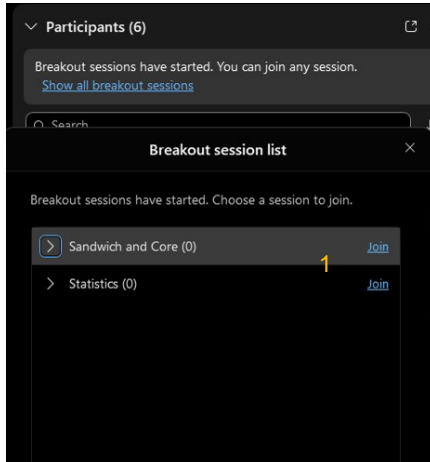 Participants (6)
Breakout sessions have started. You can join any session.
Show all breakout sessions
Search
Breakout session list
Breakout sessions have started. Choose a session to join.
Sandwich and Core (0) Join
1
Statistics (0) Join